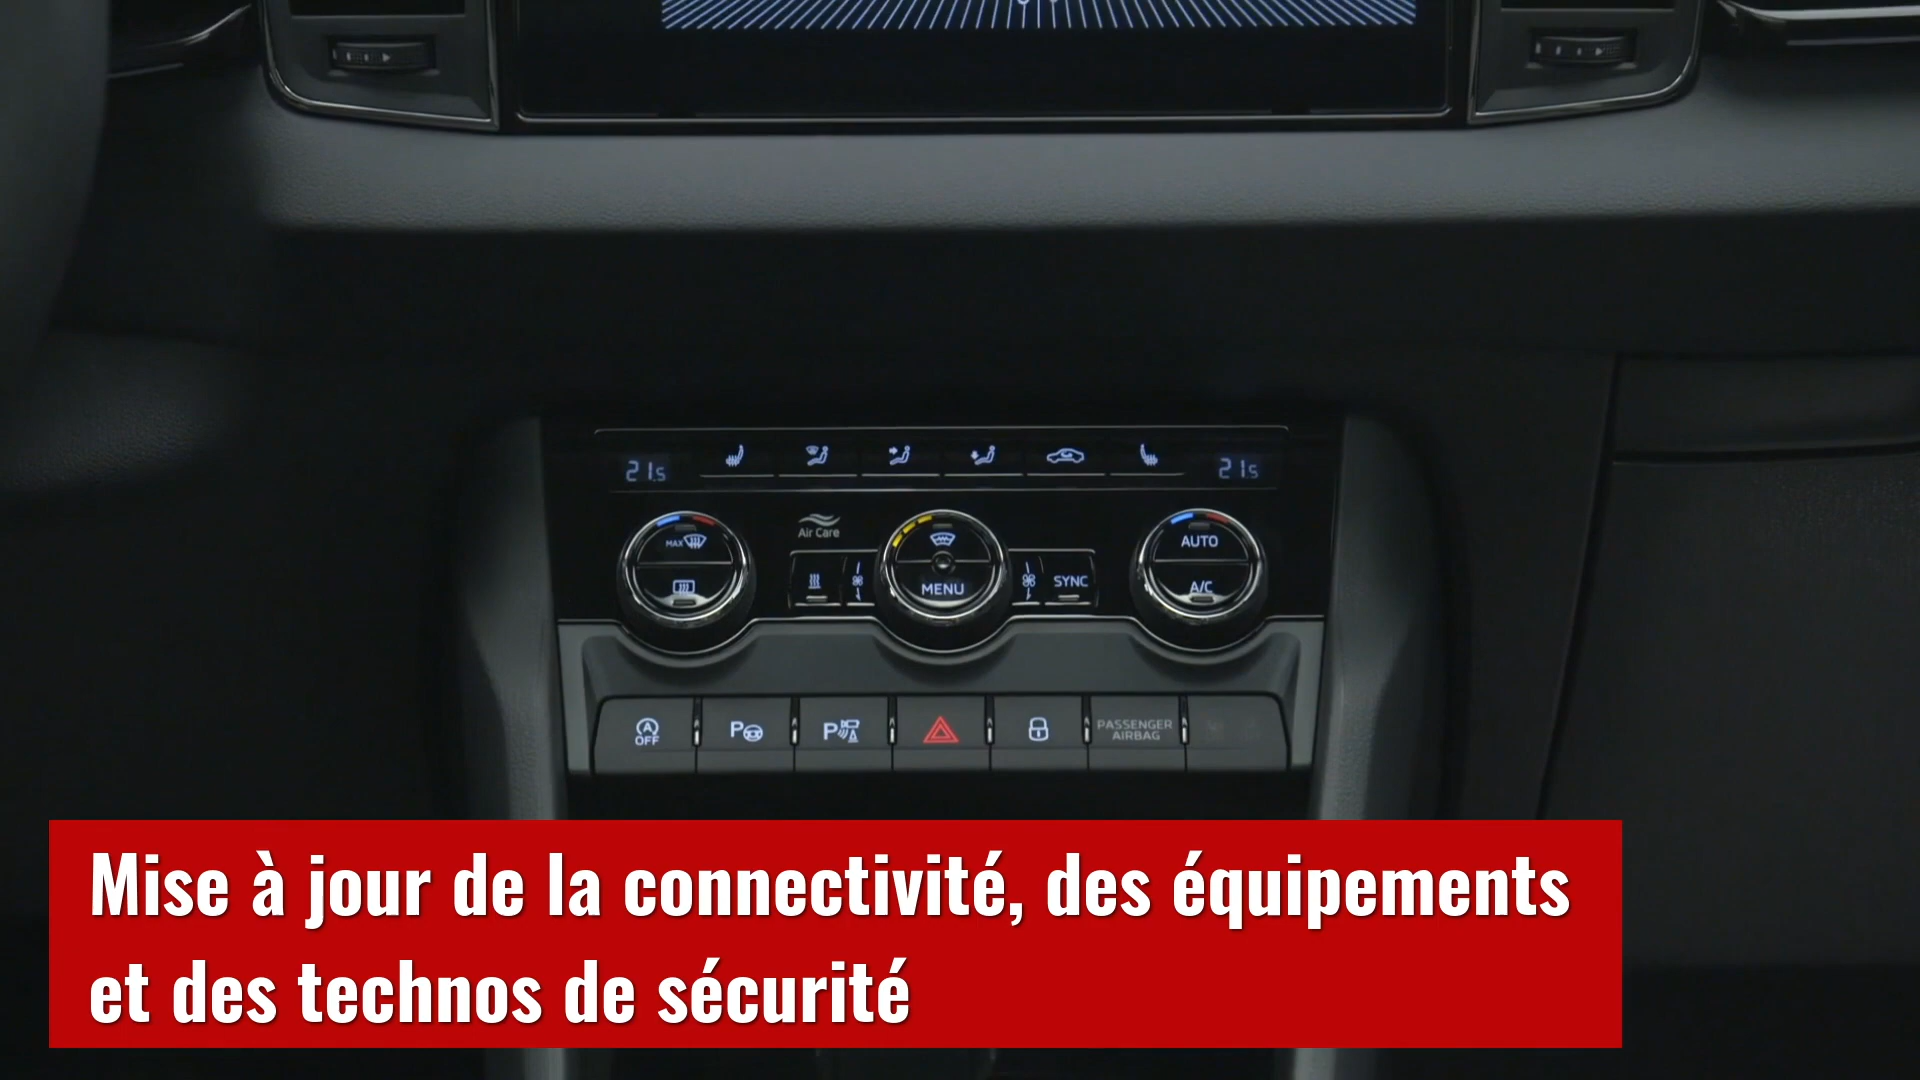 21.5
21.5
MAX
Air Care
AUTO
MENU
SYNC
A/C
A
OFF
P
P
PASSENGER
AIRBAG
Mise à jour de la connectivité, des équipements
et des technos de sécurité